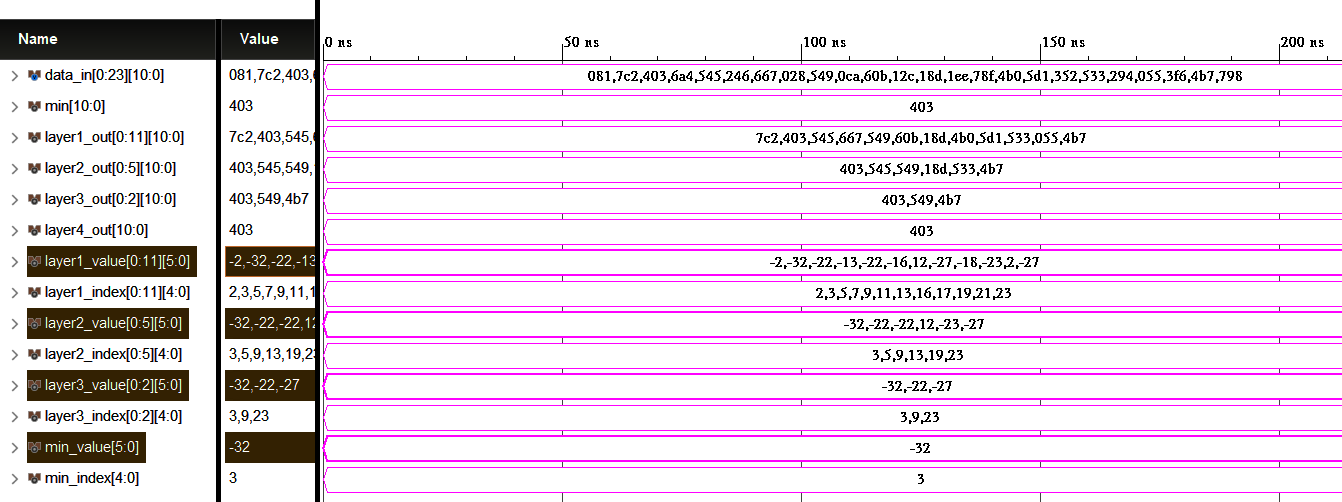 Name Value 0 ns 50 ns 100 ns 150 ns 200 ns
data_in[0:23][10:0] 081,7c2,403,6 081,7c2,403,6a4,545,246,667,028,549,0ca,60b,12c,18d,1ee,78f,4b0,5d1,352,533,294,055,3f6,4b7,798
min[10:0] 403 403
layer1_out[0:11][10:0] 7c2,403,545,6 7c2,403,545,667,549,60b,18d,4b0,5d1,533,055,4b7
layer2_out[0:5][10:0] 403,545,549, 403,545,549,18d,533,4b7
layer3_out[0:2][10:0] 403,549,4b7 403,549,4b7
layer4_out[10:0] 403 403
layer1_value[0:11][5:0] -2,-32,-22,-13 -2,-32,-22,-13,-22,-16,12,-27,-18,-23,2,-27
layer1_index[0:11][4:0] 2,3,5,7,9,11,1 2,3,5,7,9,11,13,16,17,19,21,23
layer2_value[0:5][5:0] -32,-22,-22,12 -32,-22,-22,12,-23,-27
layer2_index[0:5][4:0] 3,5,9,13,19,23 3,5,9,13,19,23
layer3_value[0:2][5:0] -32,-22,-27 -32,-22,-27
layer3_index[0:2][4:0] 3,9,23 3,9,23
min_value[5:0] -32 -32
min_index[4:0] 3 3